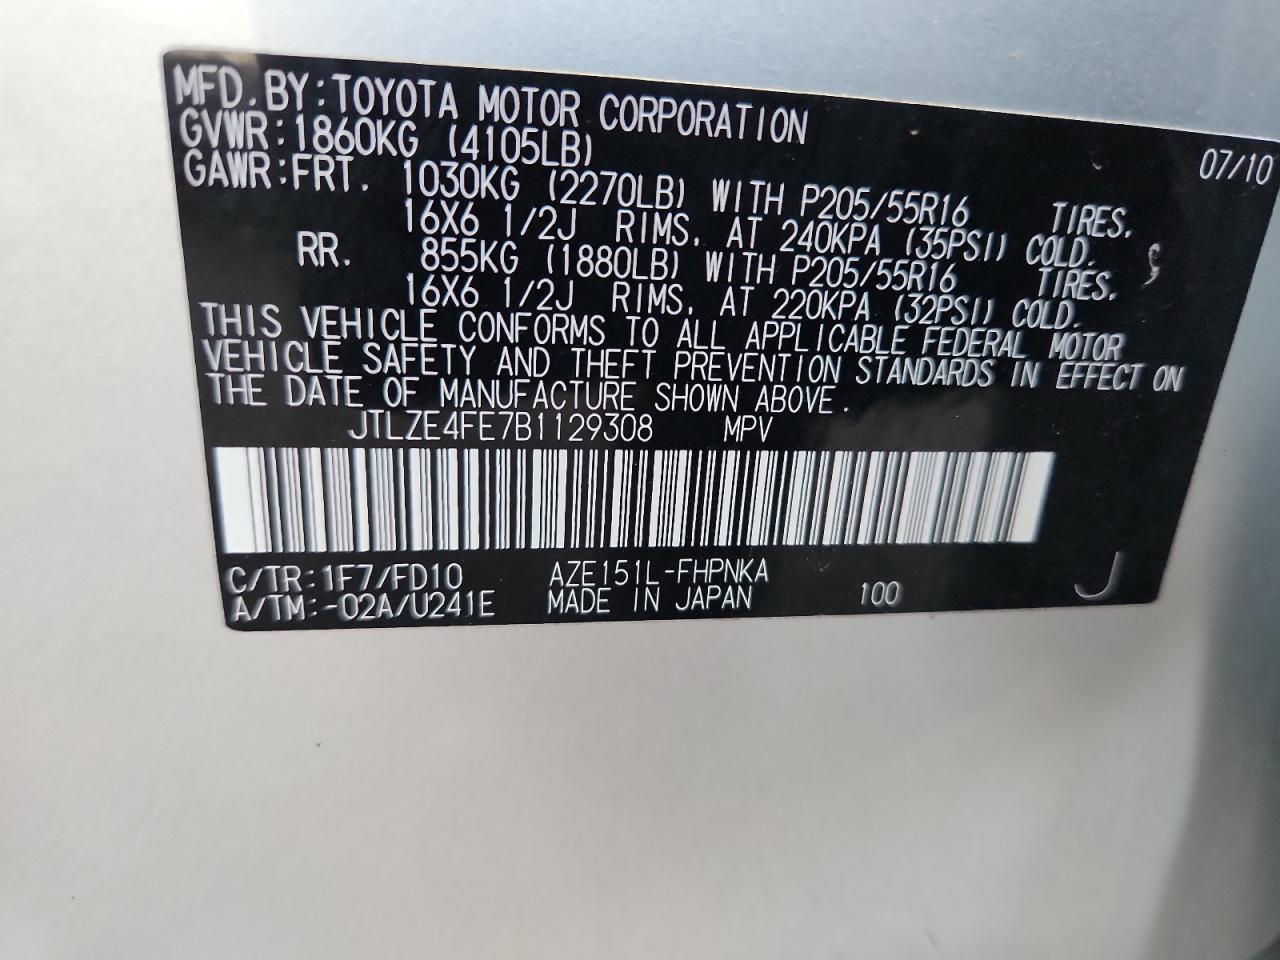 MFD. BY: TOYOTA MOTOR CORPORATION 07/10
GVWR: 1860KG (4105LB)
GAWR: FRT. 1030KG (2270LB) WITH P205/55R16 TIRES.
16X6 1/2J RIMS, AT 240KPA (35PSI) COLD.
RR. 855KG (1880LB) WITH P205/55R16 TIRES.
16X6 1/2J RIMS, AT 220KPA (32PSI) COLD.
THIS VEHICLE CONFORMS TO ALL APPLICABLE FEDERAL MOTOR
VEHICLE SAFETY AND THEFT PREVENTION STANDARDS IN EFFECT ON
THE DATE OF MANUFACTURE SHOWN ABOVE.
JTLZE4FE7B1129308 MPV
C/TR: 1F7/FD10 AZE151L-FHPNKA
A/TM: -02A/U241E MADE IN JAPAN 100 J